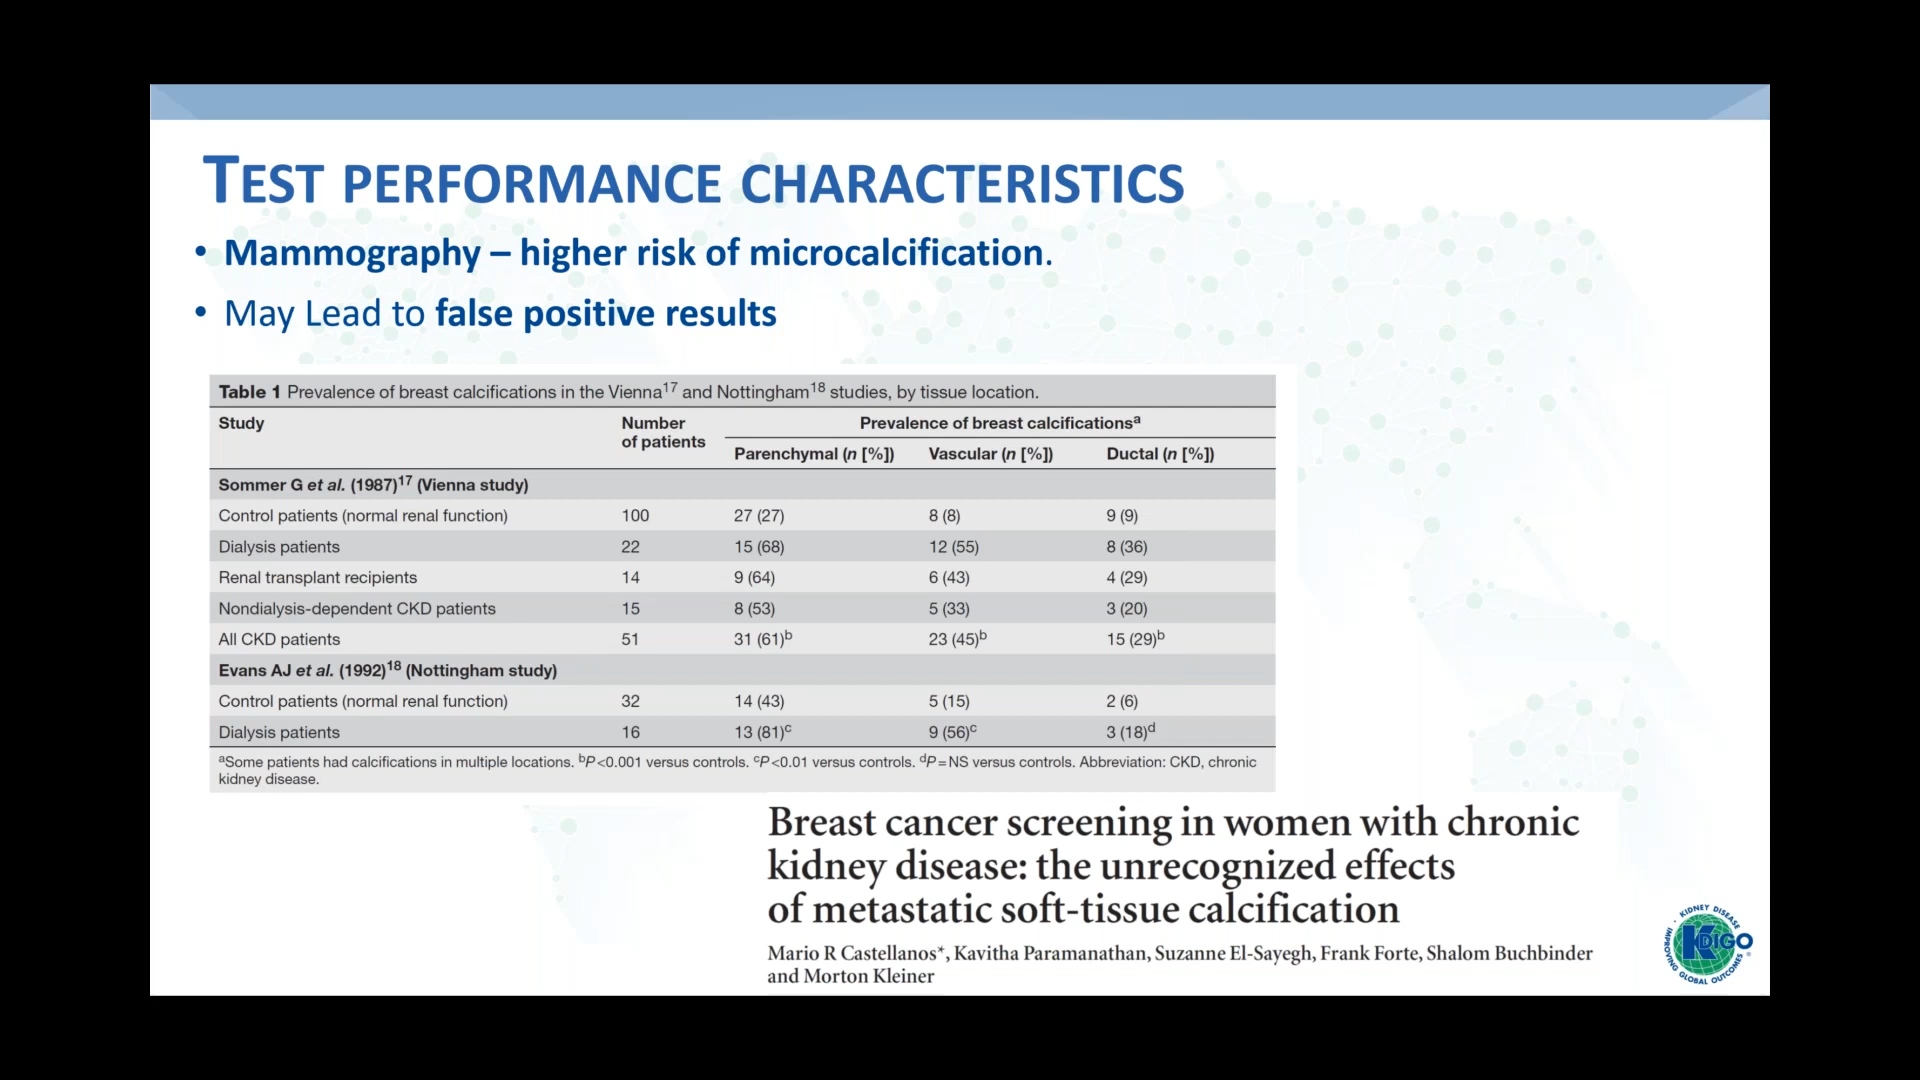 TEST PERFORMANCE CHARACTERISTICS
• Mammography – higher risk of microcalcification.
• May Lead to false positive results
Table 1 Prevalence of breast calcifications in the Vienna17 and Nottingham18 studies, by tissue location.
Study Number of patients Prevalence of breast calcificationsa
Parenchymal (n [%]) Vascular (n [%]) Ductal (n [%])
Sommer G et al. (1987)17 (Vienna study)
Control patients (normal renal function) 100 27 (27) 8 (8) 9 (9)
Dialysis patients 22 15 (68) 12 (55) 8 (36)
Renal transplant recipients 14 9 (64) 6 (43) 4 (29)
Nondialysis-dependent CKD patients 15 8 (53) 5 (33) 3 (20)
All CKD patients 51 31 (61)b 23 (45)b 15 (29)b
Evans AJ et al. (1992)18 (Nottingham study)
Control patients (normal renal function) 32 14 (43) 5 (15) 2 (6)
Dialysis patients 16 13 (81)c 9 (56)c 3 (18)d
aSome patients had calcifications in multiple locations. bP<0.001 versus controls. cP<0.01 versus controls. dP=NS versus controls. Abbreviation: CKD, chronic
kidney disease.
Breast cancer screening in women with chronic
kidney disease: the unrecognized effects
of metastatic soft-tissue calcification
Mario R Castellanos*, Kavitha Paramanathan, Suzanne El-Sayegh, Frank Forte, Shalom Buchbinder
and Morton Kleiner
KIDNEY DISEASE
KDIGO
IMPROVING GLOBAL OUTCOMES